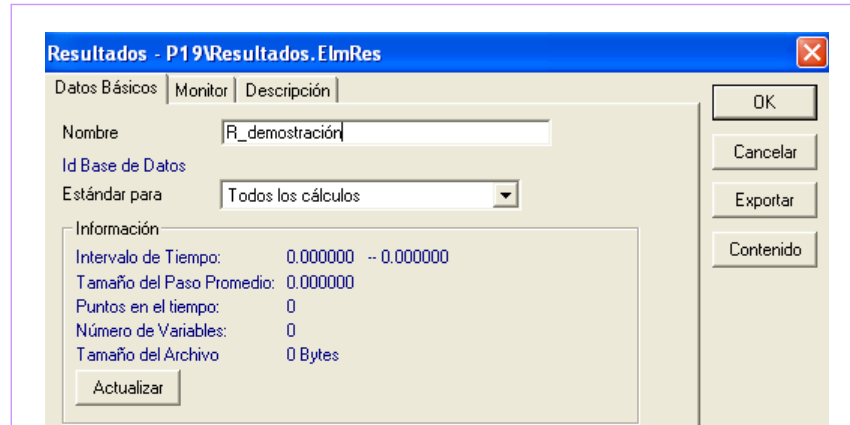 Resultados - P19\Resultados.ElmRes
Datos Básicos Monitor Descripción
OK
Nombre R_demostración
Cancelar
Id Base de Datos
Estándar para Todos los cálculos
Exportar
Información
Contenido
Intervalo de Tiempo: 0.000000 -- 0.000000
Tamaño del Paso Promedio: 0.000000
Puntos en el tiempo: 0
Número de Variables: 0
Tamaño del Archivo 0 Bytes
Actualizar